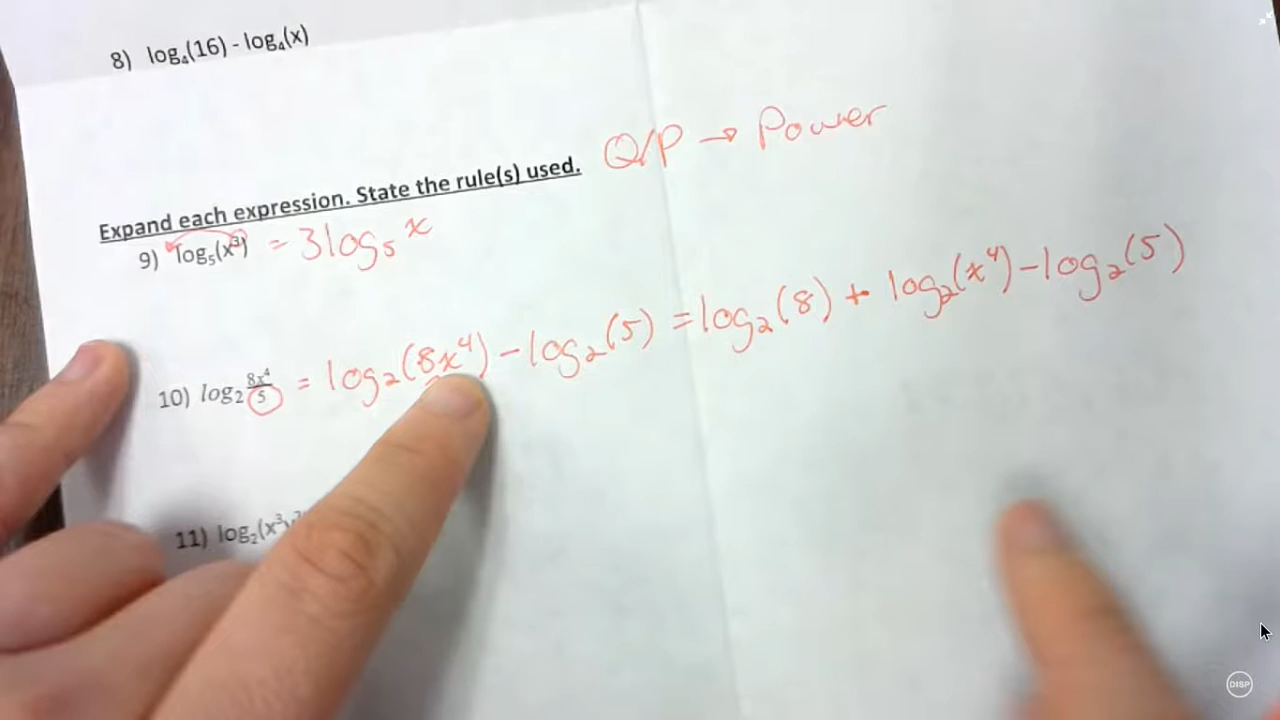 8) log₄(16) - log₄(x)
Q/P → Power
Expand each expression. State the rule(s) used.
9) log₅(x³) = 3log₅ x
10) log₂ 8x⁴/5 = log₂(8x⁴) - log₂(5) = log₂(8) + log₂(x⁴) - log₂(5)
11) log₂(x³
DISP